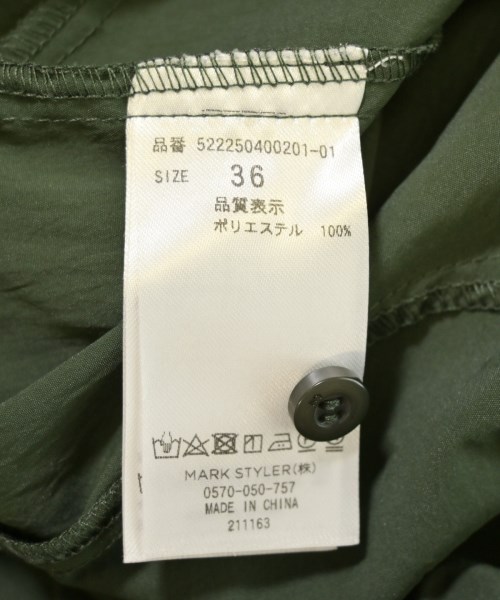 品番 522250400201-01
SIZE 36
品質表示
ポリエステル 100%
MARK STYLER(株)
0570-050-757
MADE IN CHINA
211163